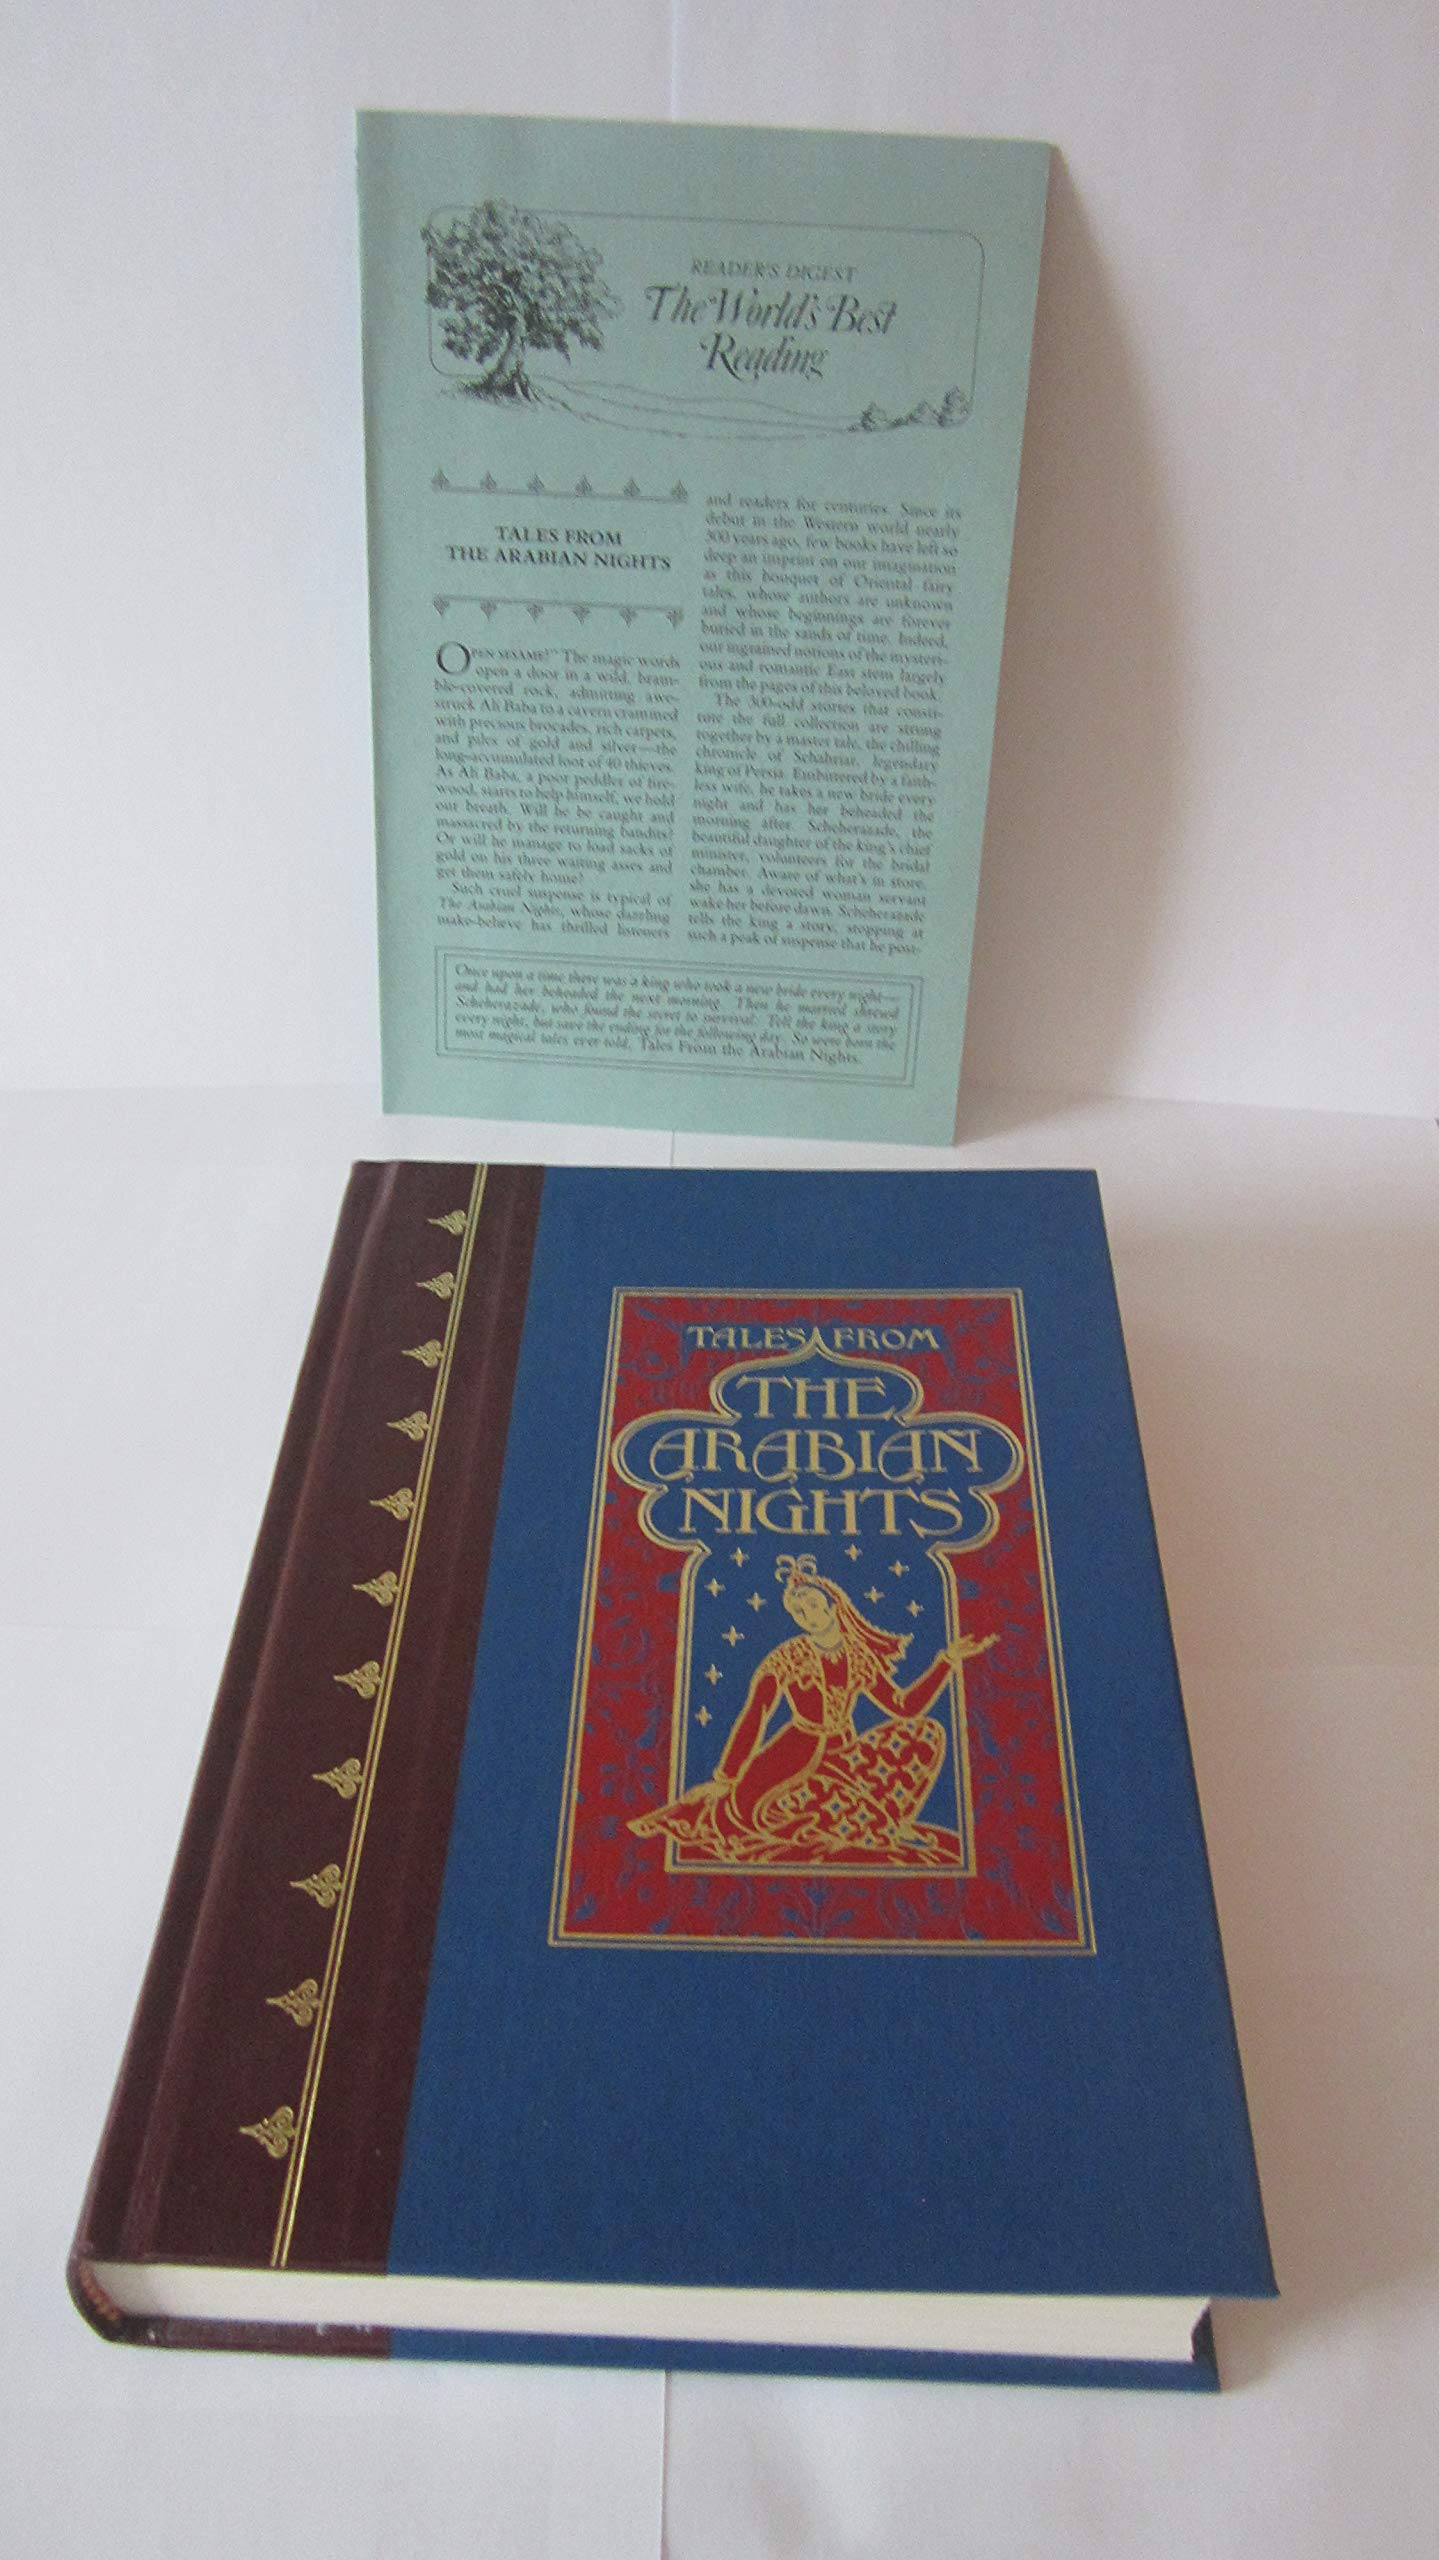 READER'S DIGEST
The World's Best
Reading
TALES FROM
THE ARABIAN NIGHTS
OPEN SESAME!" The magic words
open a door in a wild, bram-
ble-covered rock, admitting awe-
struck Ali Baba to a cavern crammed
with precious brocades, rich carpets,
and piles of gold and silver—the
long-accumulated loot of 40 thieves.
As Ali Baba, a poor peddler of fire-
wood, starts to help himself, we hold
our breath. Will he be caught and
massacred by the returning bandits?
Or will he manage to load sacks of
gold on his three waiting asses and
get them safely home?
Such cruel suspense is typical of
The Arabian Nights, whose dazzling
make-believe has thrilled listeners
and readers for centuries. Since its
debut in the Western world nearly
300 years ago, few books have left so
deep an imprint on our imagination
as this bouquet of Oriental fairy
tales, whose authors are unknown
and whose beginnings are forever
buried in the sands of time. Indeed,
our ingrained notions of the mysteri-
ous and romantic East stem largely
from the pages of this beloved book.
The 300-odd stories that consti-
tute the full collection are strung
together by a master tale, the chilling
chronicle of Schahriar, legendary
king of Persia. Embittered by a faith-
less wife, he takes a new bride every
night and has her beheaded the
morning after. Scheherazade, the
beautiful daughter of the king's chief
minister, volunteers for the bridal
chamber. Aware of what's in store,
she has a devoted woman servant
wake her before dawn. Scheherazade
tells the king a story, stopping at
such a peak of suspense that he post-
Once upon a time there was a king who took a new bride every night—
and had her beheaded the next morning. Then he married shrewd
Scheherazade, who found the secret to survival: Tell the king a story
every night, but save the ending for the following day. So were born the
most magical tales ever told, Tales From the Arabian Nights.
TALES FROM
THE
ARABIAN
NIGHTS